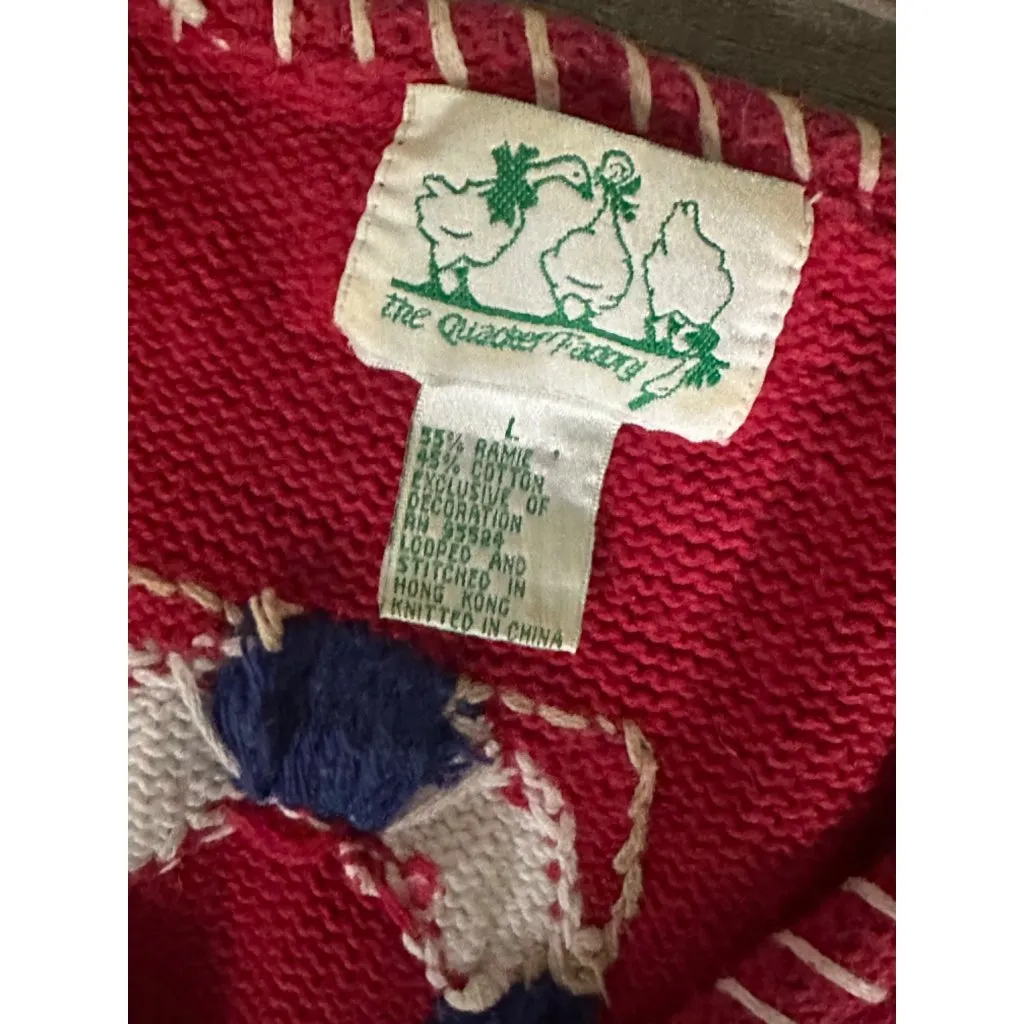 the Quacker Factory
L
55% RAMIE
45% COTTON
EXCLUSIVE OF
DECORATION
RN 95524
LOOPED AND
STITCHED IN
HONG KONG
KNITTED IN CHINA